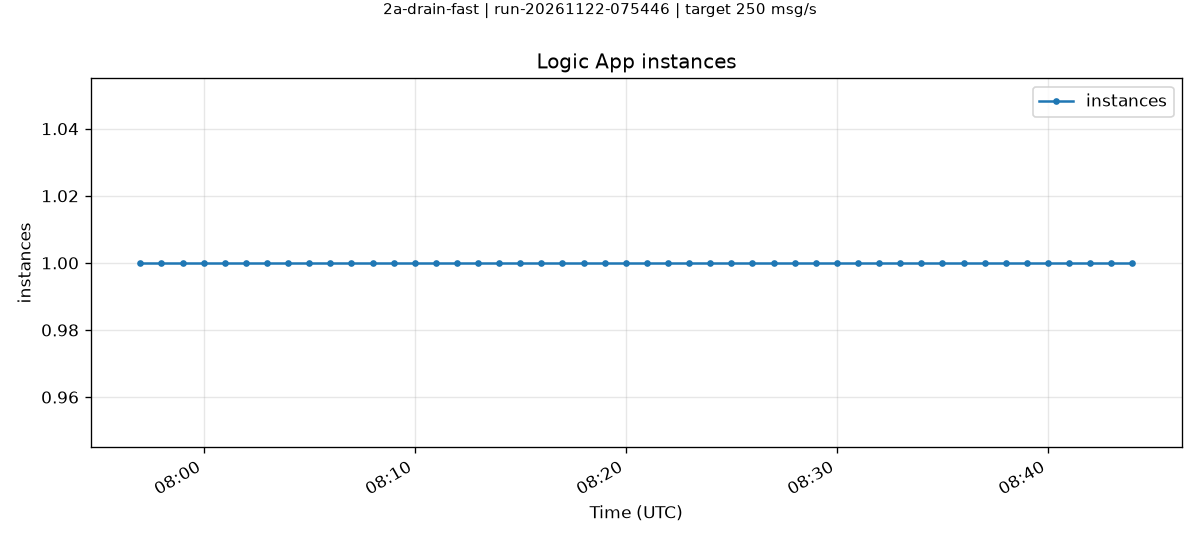 2a-drain-fast | run-20261122-075446 | target 250 msg/s
Logic App instances
instances
1.04
1.02
1.00
0.98
0.96
instances
08:00
08:10
08:20
08:30
08:40
Time (UTC)